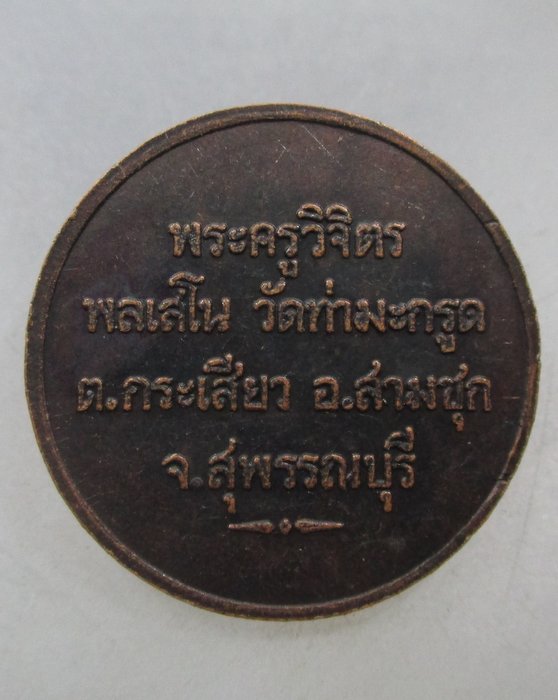 พระครูวิจิตร
พลเสโน วัดท่ามะกรูด
ต.กระเสียว อ.สามชุก
จ.สุพรรณบุรี